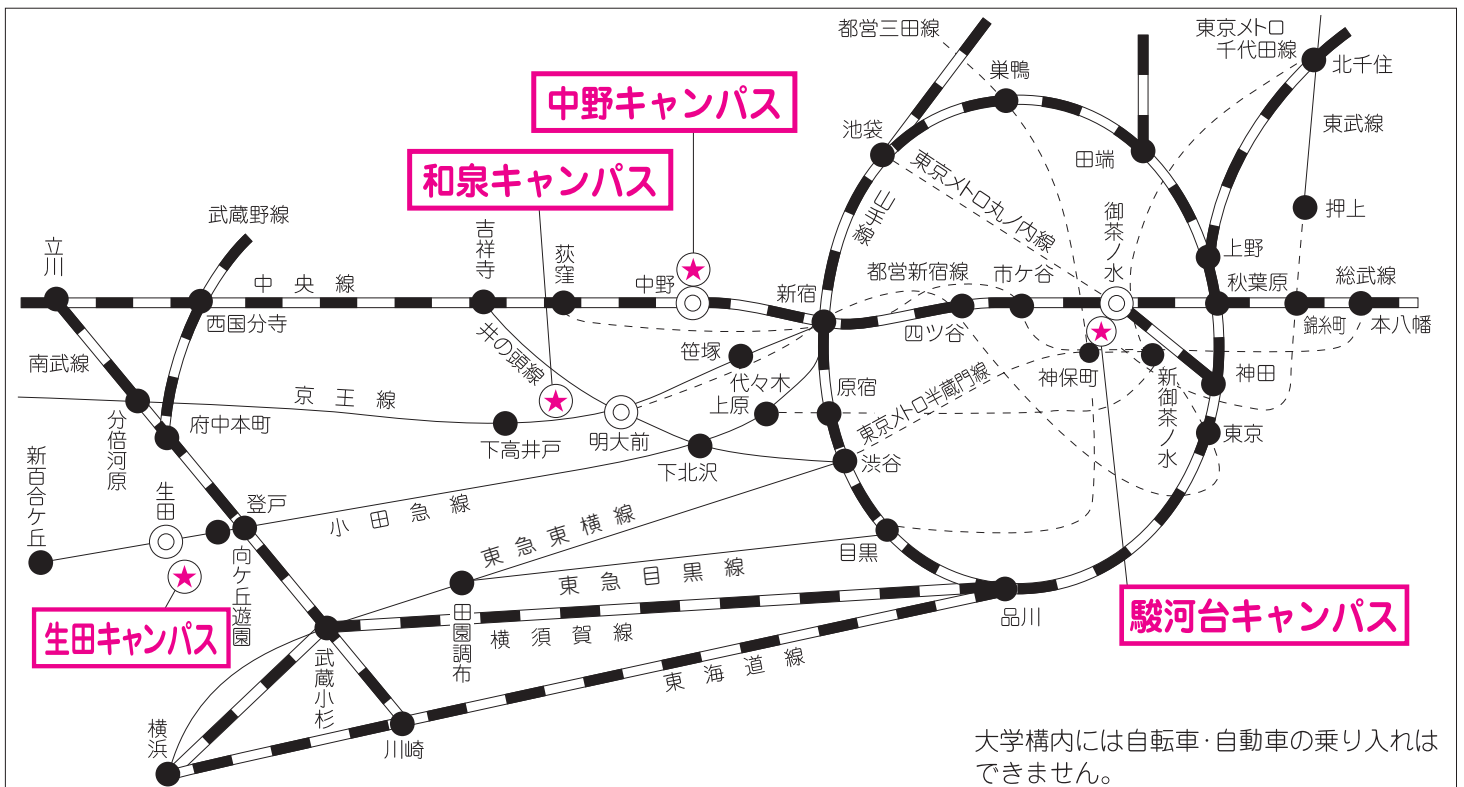 都営三田線
東京メトロ
千代田線
北千住
巣鴨
東武線
中野キャンパス
池袋
田端
東京メトロ丸ノ内線
和泉キャンパス
山手線
武蔵野線
御茶ノ水
押上
立川
吉祥寺
荻窪
上野
中央線
中野
新宿
都営新宿線
市ケ谷
秋葉原
総武線
西国分寺
四ツ谷
錦糸町
本八幡
南武線
井の頭線
笹塚
神保町
新御茶ノ水
神田
代々木
上原
原宿
東京メトロ半蔵門線
京王線
分倍河原
府中本町
下高井戸
明大前
下北沢
渋谷
東京
新百合ケ丘
生田
登戸
小田急線
向ケ丘遊園
東急東横線
目黒
東急目黒線
品川
駿河台キャンパス
生田キャンパス
田園調布
横須賀線
武蔵小杉
東海道線
横浜
川崎
大学構内には自転車・自動車の乗り入れは
できません。